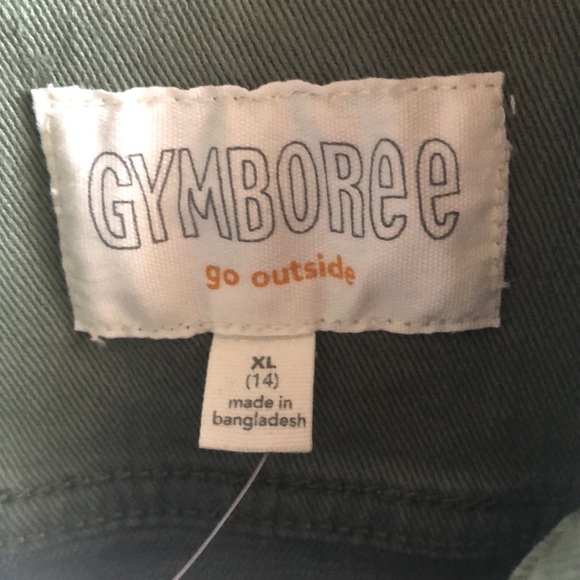 GYMBOREE
go outside
XL
(14)
made in
bangladesh